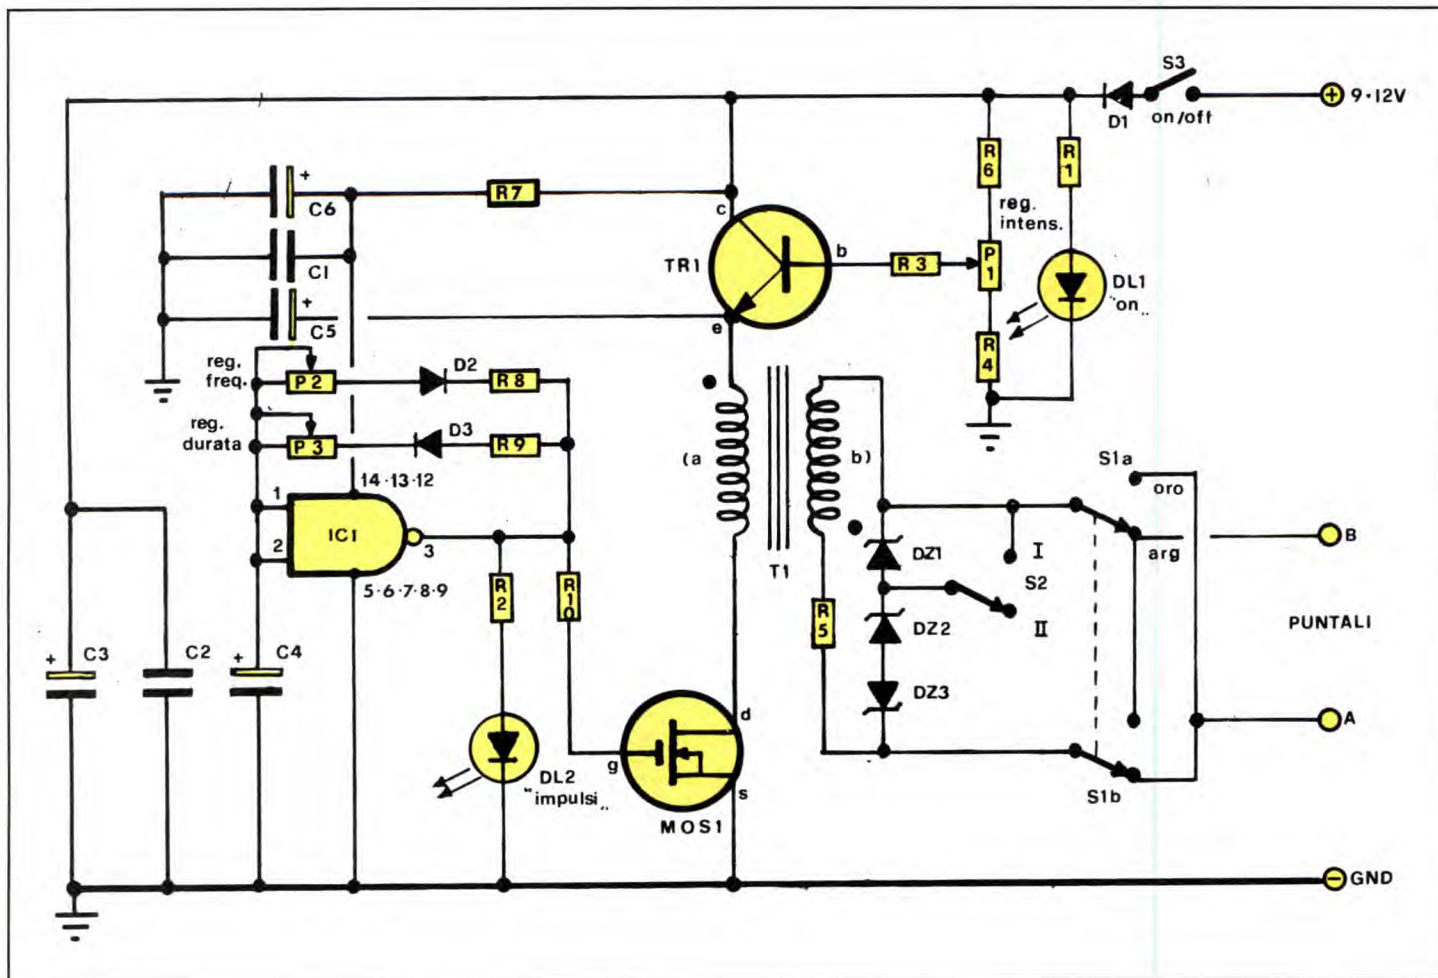 S3
+ 9·12V
D1
on/off
R6
R1
+
C6
R7
reg.
intens.
c
TR1
b
R3
P1
DL1
"on"
C1
+
C5
e
R4
reg.
freq.
P2
D2
R8
reg.
durata
P3
D3
R9
(a
b)
S1a
oro
14·13·12
1
IC1
3
2
5·6·7·8·9
DZ1
I
S2
arg
B
T1
R2
R10
R5
DZ2
II
PUNTALI
+ C3
C2
+ C4
DZ3
d
A
g
DL2
"impulsi"
s
S1b
MOS1
− GND